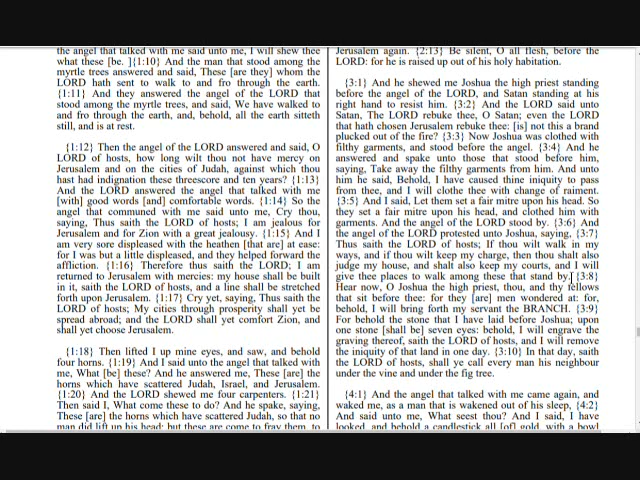 the angel that talked with me said unto me, I will shew thee
what these [be. ]{1:10} And the man that stood among the
myrtle trees answered and said, These [are they] whom the
LORD hath sent to walk to and fro through the earth.
{1:11} And they answered the angel of the LORD that
stood among the myrtle trees, and said, We have walked to
and fro through the earth, and, behold, all the earth sitteth
still, and is at rest.
{1:12} Then the angel of the LORD answered and said, O
LORD of hosts, how long wilt thou not have mercy on
Jerusalem and on the cities of Judah, against which thou
hast had indignation these threescore and ten years? {1:13}
And the LORD answered the angel that talked with me
[with] good words [and] comfortable words. {1:14} So the
angel that communed with me said unto me, Cry thou,
saying, Thus saith the LORD of hosts; I am jealous for
Jerusalem and for Zion with a great jealousy. {1:15} And I
am very sore displeased with the heathen [that are] at ease:
for I was but a little displeased, and they helped forward the
affliction. {1:16} Therefore thus saith the LORD; I am
returned to Jerusalem with mercies: my house shall be built
in it, saith the LORD of hosts, and a line shall be stretched
forth upon Jerusalem. {1:17} Cry yet, saying, Thus saith the
LORD of hosts; My cities through prosperity shall yet be
spread abroad; and the LORD shall yet comfort Zion, and
shall yet choose Jerusalem.
{1:18} Then lifted I up mine eyes, and saw, and behold
four horns. {1:19} And I said unto the angel that talked with
me, What [be] these? And he answered me, These [are] the
horns which have scattered Judah, Israel, and Jerusalem.
{1:20} And the LORD shewed me four carpenters. {1:21}
Then said I, What come these to do? And he spake, saying,
These [are] the horns which have scattered Judah, so that no
man did lift up his head: but these are come to fray them, to
Jerusalem again. {2:13} Be silent, O all flesh, before the
LORD: for he is raised up out of his holy habitation.
{3:1} And he shewed me Joshua the high priest standing
before the angel of the LORD, and Satan standing at his
right hand to resist him. {3:2} And the LORD said unto
Satan, The LORD rebuke thee, O Satan; even the LORD
that hath chosen Jerusalem rebuke thee: [is] not this a brand
plucked out of the fire? {3:3} Now Joshua was clothed with
filthy garments, and stood before the angel. {3:4} And he
answered and spake unto those that stood before him,
saying, Take away the filthy garments from him. And unto
him he said, Behold, I have caused thine iniquity to pass
from thee, and I will clothe thee with change of raiment.
{3:5} And I said, Let them set a fair mitre upon his head. So
they set a fair mitre upon his head, and clothed him with
garments. And the angel of the LORD stood by. {3:6} And
the angel of the LORD protested unto Joshua, saying, {3:7}
Thus saith the LORD of hosts; If thou wilt walk in my
ways, and if thou wilt keep my charge, then thou shalt also
judge my house, and shalt also keep my courts, and I will
give thee places to walk among these that stand by. {3:8}
Hear now, O Joshua the high priest, thou, and thy fellows
that sit before thee: for they [are] men wondered at: for,
behold, I will bring forth my servant the BRANCH. {3:9}
For behold the stone that I have laid before Joshua; upon
one stone [shall be] seven eyes: behold, I will engrave the
graving thereof, saith the LORD of hosts, and I will remove
the iniquity of that land in one day. {3:10} In that day, saith
the LORD of hosts, shall ye call every man his neighbour
under the vine and under the fig tree.
{4:1} And the angel that talked with me came again, and
waked me, as a man that is wakened out of his sleep, {4:2}
And said unto me, What seest thou? And I said, I have
looked, and behold a candlestick all [of] gold, with a bowl